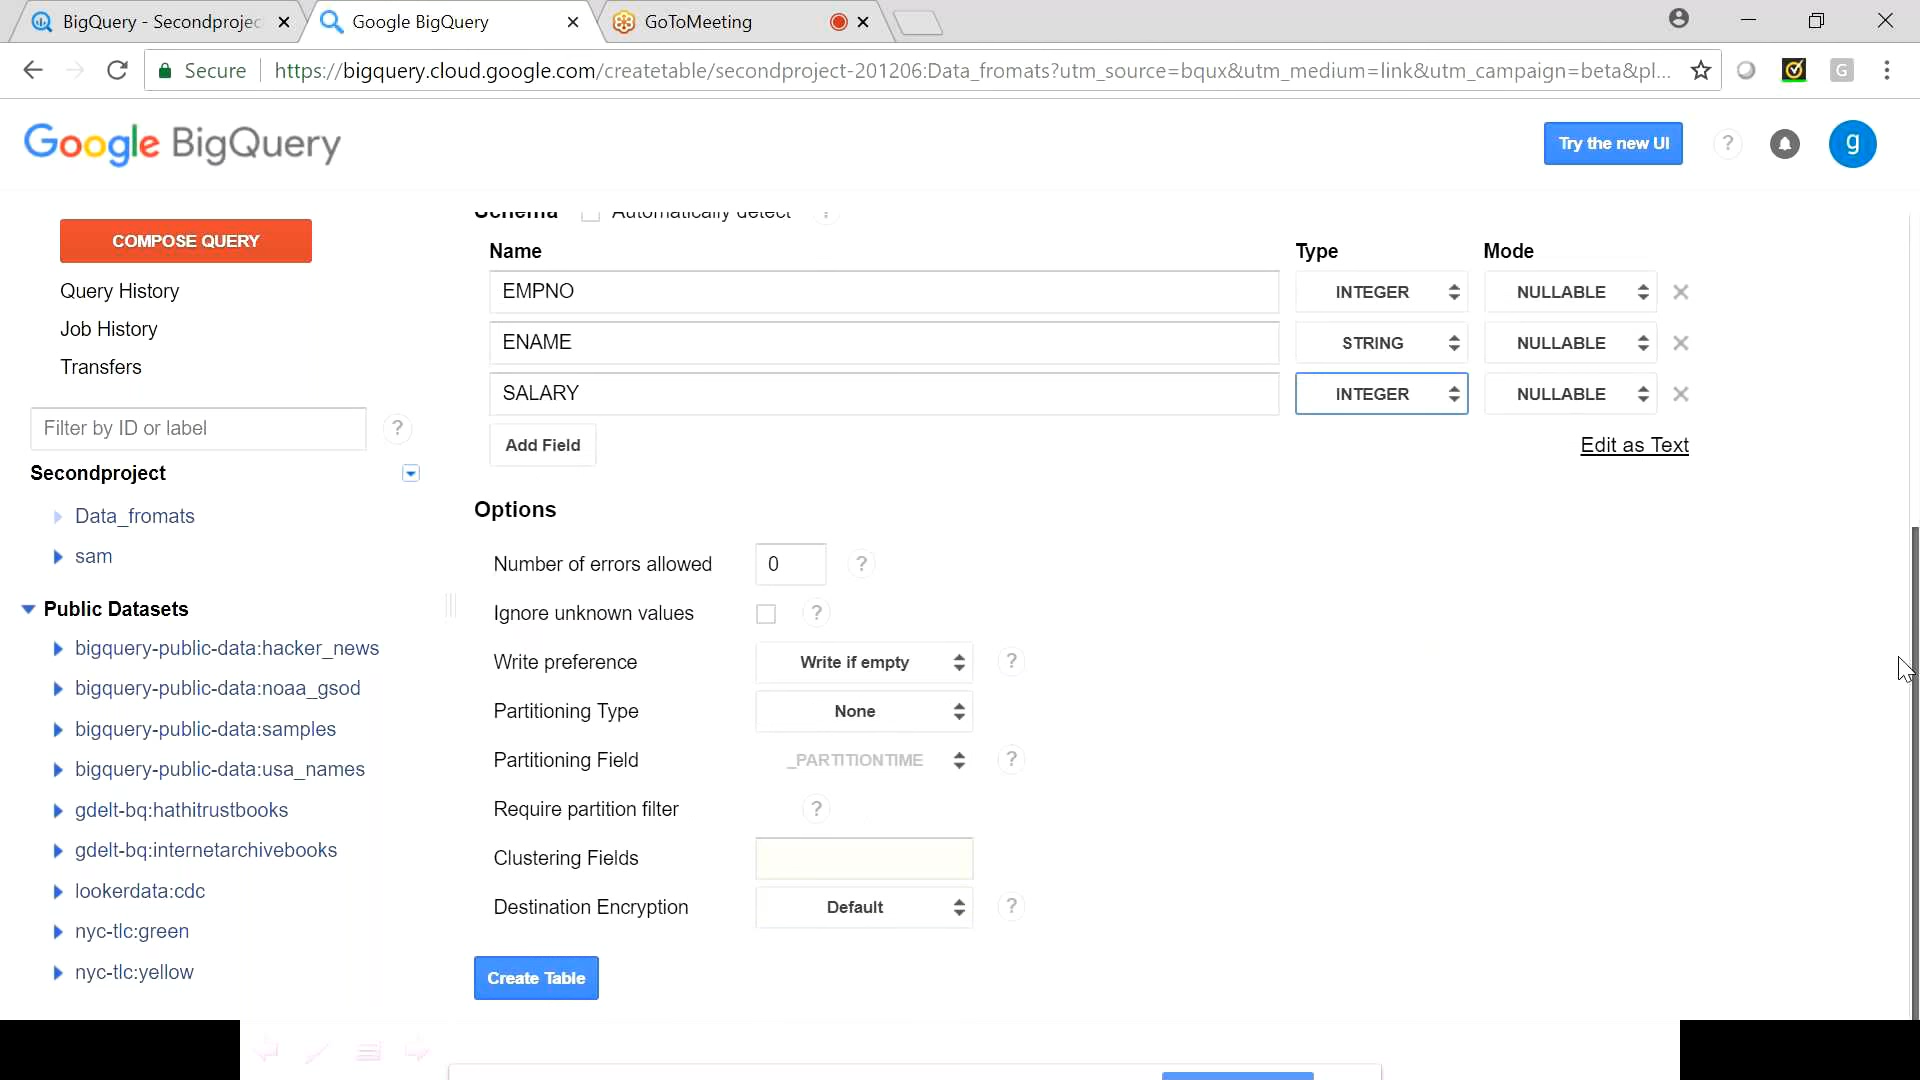 BigQuery - Secondprojec
Google BigQuery
GoToMeeting
Secure
https://bigquery.cloud.google.com/createtable/secondproject-201206:Data_fromats?utm_source=bqux&utm_medium=link&utm_campaign=beta&pl...
G
Google BigQuery
Try the new UI
?
g
COMPOSE QUERY
Query History
Job History
Transfers
Filter by ID or label
?
Secondproject
Data_fromats
sam
Public Datasets
bigquery-public-data:hacker_news
bigquery-public-data:noaa_gsod
bigquery-public-data:samples
bigquery-public-data:usa_names
gdelt-bq:hathitrustbooks
gdelt-bq:internetarchivebooks
lookerdata:cdc
nyc-tlc:green
nyc-tlc:yellow
Schema Automatically detect ?
Name Type Mode
EMPNO INTEGER NULLABLE
ENAME STRING NULLABLE
SALARY INTEGER NULLABLE
Add Field Edit as Text
Options
Number of errors allowed 0 ?
Ignore unknown values ?
Write preference Write if empty ?
Partitioning Type None
Partitioning Field _PARTITIONTIME ?
Require partition filter ?
Clustering Fields
Destination Encryption Default ?
Create Table